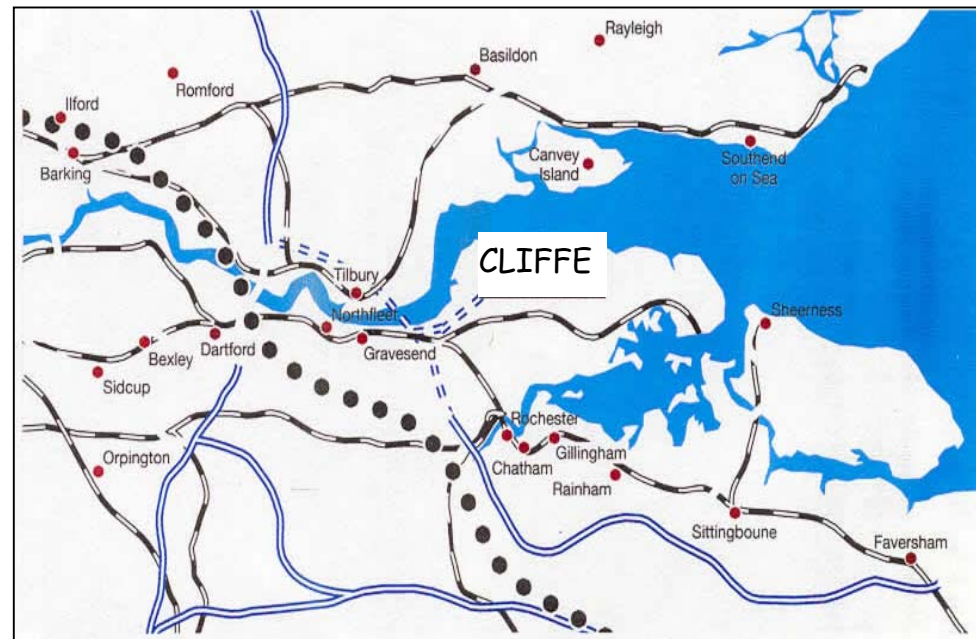 Rayleigh
Basildon
Romford
Ilford
Barking
Canvey
Island
Southend
on Sea
CLIFFE
Tilbury
Northfleet
Sheerness
Dartford
Gravesend
Bexley
Sidcup
Rochester
Gillingham
Chatham
Orpington
Rainham
Sittingboune
Faversham